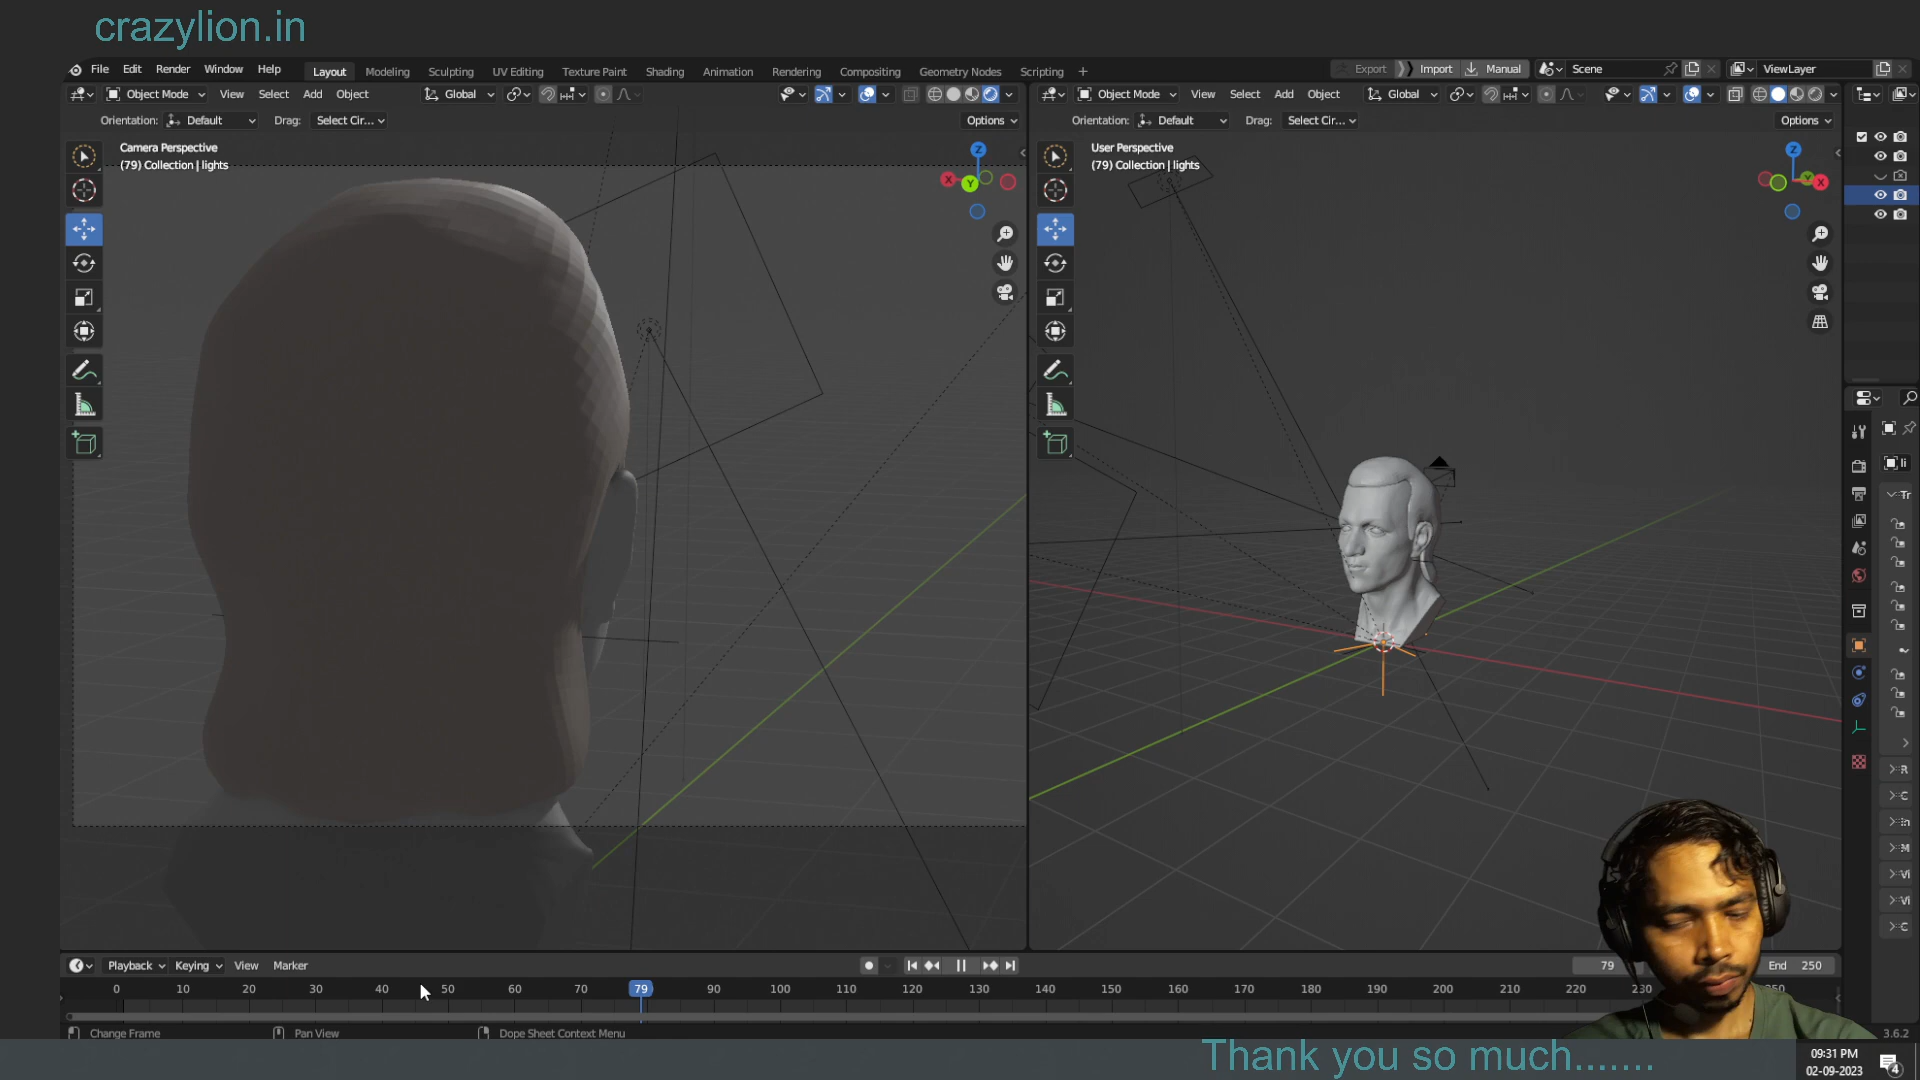 crazylion.in
File Edit Render Window Help Layout Modeling Sculpting UV Editing Texture Paint Shading Animation Rendering Compositing Geometry Nodes Scripting + Export Import Manual Scene ViewLayer
Object Mode View Select Add Object Global
Object Mode View Select Add Object Global
Orientation: Default Drag: Select Cir... Options
Orientation: Default Drag: Select Cir... Options
Camera Perspective
(79) Collection | lights
User Perspective
(79) Collection | lights
Z
X
Y
Z
Y
X
Playback Keying View Marker 79 End 250
0 10 20 30 40 50 60 70 79 90 100 110 120 130 140 150 160 170 180 190 200 210 220 230
Change Frame Pan View Dope Sheet Context Menu 3.6.2
Thank you so much.......
09:31 PM
02-09-2023
4